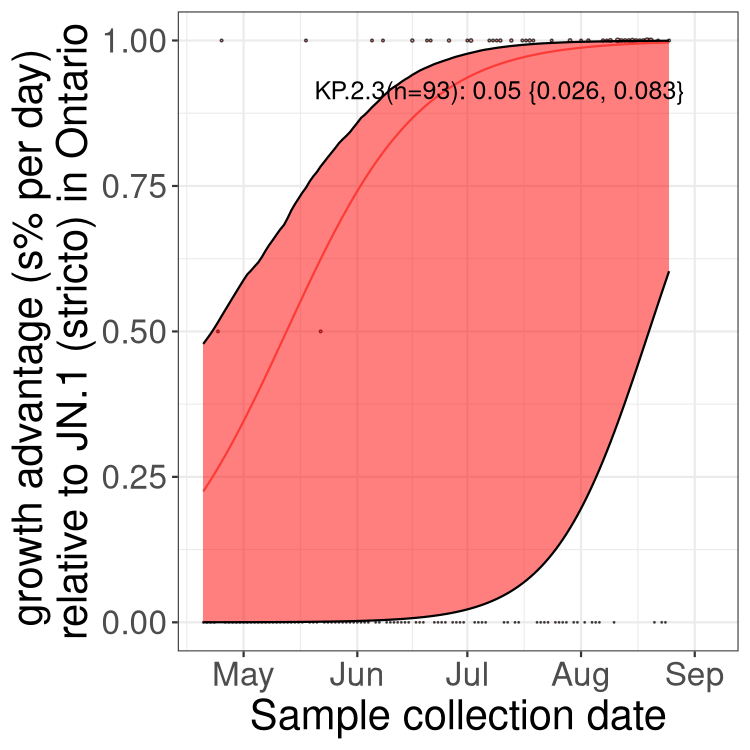 growth advantage (s% per day)
relative to JN.1 (stricto) in Ontario
1.00
0.75
0.50
0.25
0.00
KP.2.3(n=93): 0.05 {0.026, 0.083}
May Jun Jul Aug Sep
Sample collection date